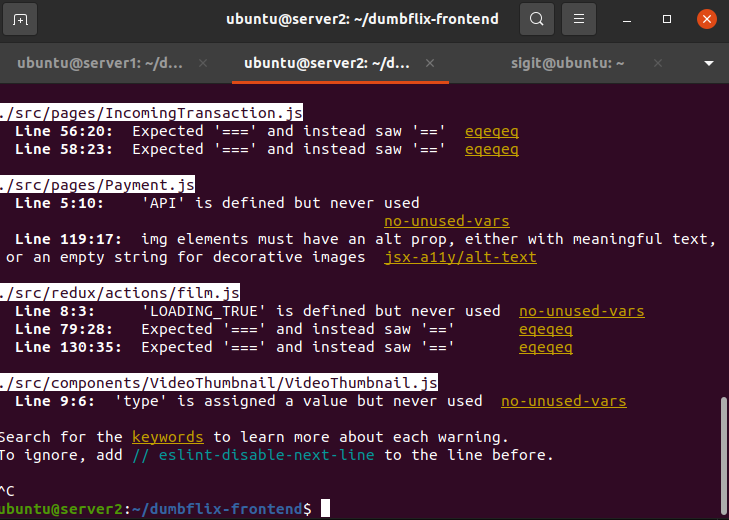 ubuntu@server2: ~/dumbflix-frontend
ubuntu@server1: ~/d...
ubuntu@server2: ~/d...
sigit@ubuntu: ~
./src/pages/IncomingTransaction.js
Line 56:20:  Expected '===' and instead saw '=='  eqeqeq
Line 58:23:  Expected '===' and instead saw '=='  eqeqeq
./src/pages/Payment.js
Line 5:10:    'API' is defined but never used
no-unused-vars
Line 119:17:  img elements must have an alt prop, either with meaningful text,
or an empty string for decorative images  jsx-a11y/alt-text
./src/redux/actions/film.js
Line 8:3:     'LOADING_TRUE' is defined but never used  no-unused-vars
Line 79:28:   Expected '===' and instead saw '=='       eqeqeq
Line 130:35:  Expected '===' and instead saw '=='       eqeqeq
./src/components/VideoThumbnail/VideoThumbnail.js
Line 9:6:  'type' is assigned a value but never used  no-unused-vars
Search for the keywords to learn more about each warning.
To ignore, add // eslint-disable-next-line to the line before.
^C
ubuntu@server2:~/dumbflix-frontend$